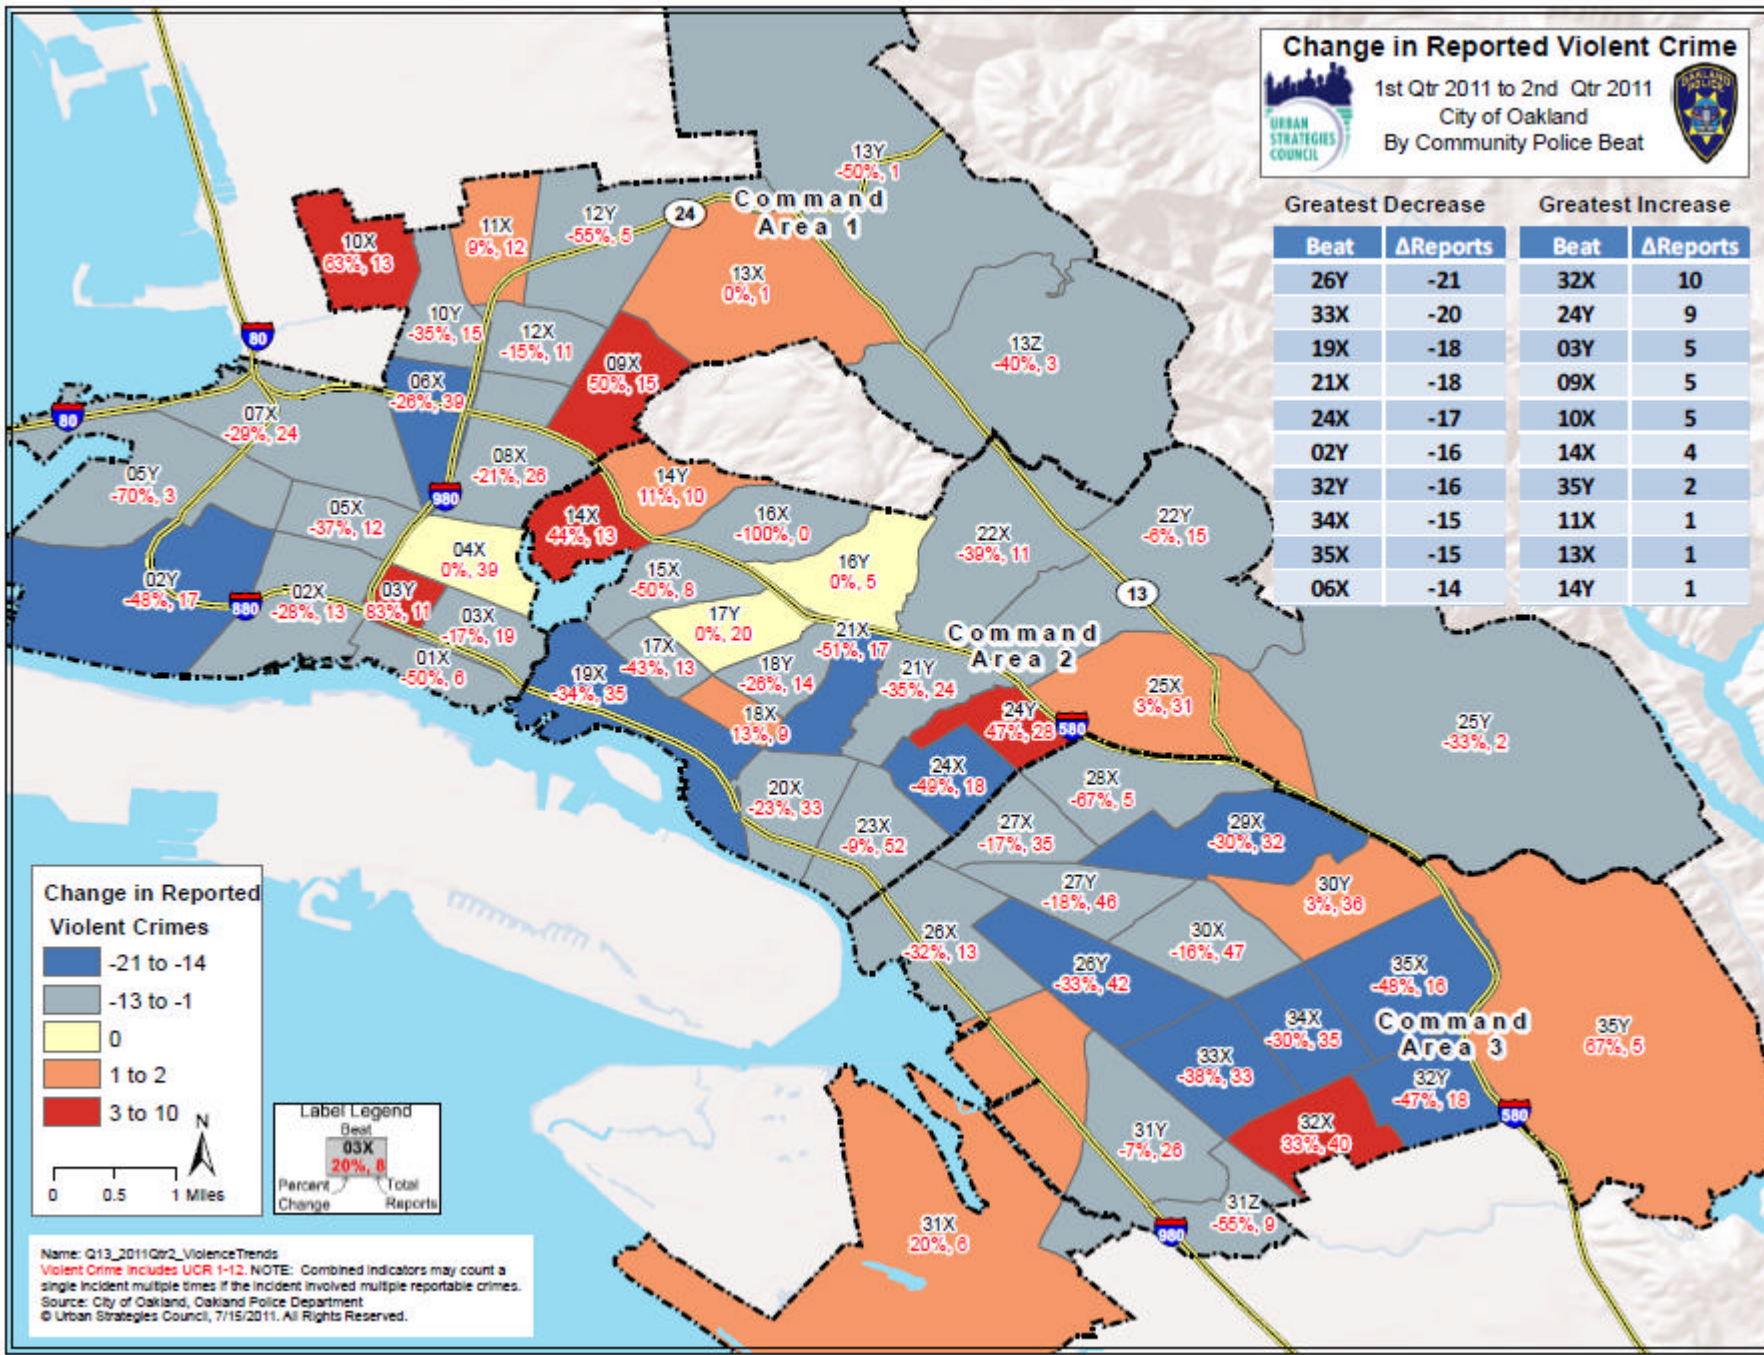 Change in Reported Violent Crime
URBAN
STRATEGIES
COUNCIL
1st Qtr 2011 to 2nd Qtr 2011
City of Oakland
By Community Police Beat
OAKLAND
POLICE
Greatest Decrease
Beat ΔReports
26Y -21
33X -20
19X -18
21X -18
24X -17
02Y -16
32Y -16
34X -15
35X -15
06X -14
Greatest Increase
Beat ΔReports
32X 10
24Y 9
03Y 5
09X 5
10X 5
14X 4
35Y 2
11X 1
13X 1
14Y 1
13Y
-50%, 1
Command
Area 1
24
12Y
-55%, 5
11X
9%, 12
10X
63%, 13
13X
0%, 1
10Y
-35%, 15
12X
-15%, 11
80
13Z
-40%, 3
09X
50%, 15
06X
-26%, 39
80
07X
-29%, 24
08X
-21%, 26
05Y
-70%, 3
14Y
11%, 10
980
05X
-37%, 12
14X
44%, 13
16X
-100%, 0
22X
-39%, 11
22Y
-6%, 15
04X
0%, 39
16Y
0%, 5
15X
-50%, 8
02Y
-48%, 17
880
02X
-28%, 13
03Y
83%, 11
03X
-17%, 19
13
17Y
0%, 20
21X
-51%, 17
Command
Area 2
01X
-50%, 6
17X
-43%, 13
18Y
-26%, 14
21Y
-35%, 24
19X
-34%, 35
25X
3%, 31
18X
13%, 9
24Y
47%, 28
580
25Y
-33%, 2
24X
-49%, 18
28X
-67%, 5
20X
-23%, 33
23X
-9%, 52
27X
-17%, 35
29X
-30%, 32
27Y
-18%, 46
30Y
3%, 36
26X
-32%, 13
30X
-16%, 47
26Y
-33%, 42
35X
-48%, 16
34X
-30%, 35
Command
Area 3
35Y
67%, 5
33X
-38%, 33
32Y
-47%, 18
580
32X
33%, 40
31Y
-7%, 26
31Z
-55%, 9
980
31X
20%, 6
Change in Reported
Violent Crimes
-21 to -14
-13 to -1
0
1 to 2
3 to 10
N
0 0.5 1 Miles
Label Legend
Beat
03X
20%, 8
Percent Total
Change Reports
Name: Q13_2011Qtr2_ViolenceTrends
Violent Crime Includes UCR 1-12. NOTE: Combined Indicators may count a
single incident multiple times if the incident involved multiple reportable crimes.
Source: City of Oakland, Oakland Police Department
© Urban Strategies Council, 7/15/2011. All Rights Reserved.